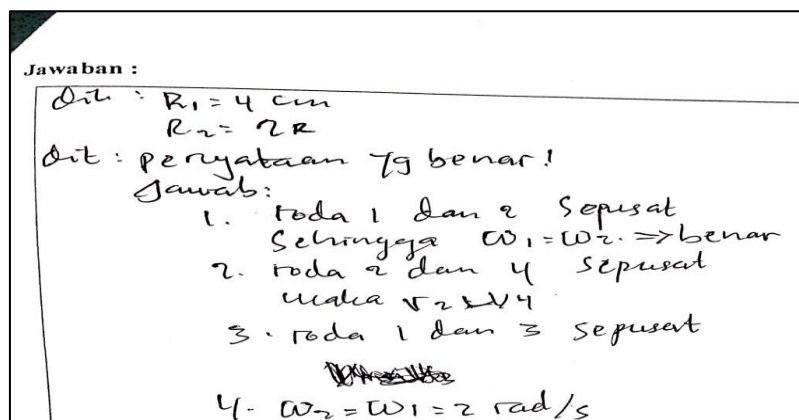 Jawaban :
Dik : R₁ = 4 cm
R₂ = 2R
Dit : pernyataan yg benar!
Jawab:
1. roda 1 dan 2 Sepusat
Sehingga ω₁ = ω₂. => benar
2. roda 2 dan 4 sepusat
maka v₂ = v4
3. roda 1 dan 3 sepusat
4. ω₂ = ω₁ = 2 rad/s